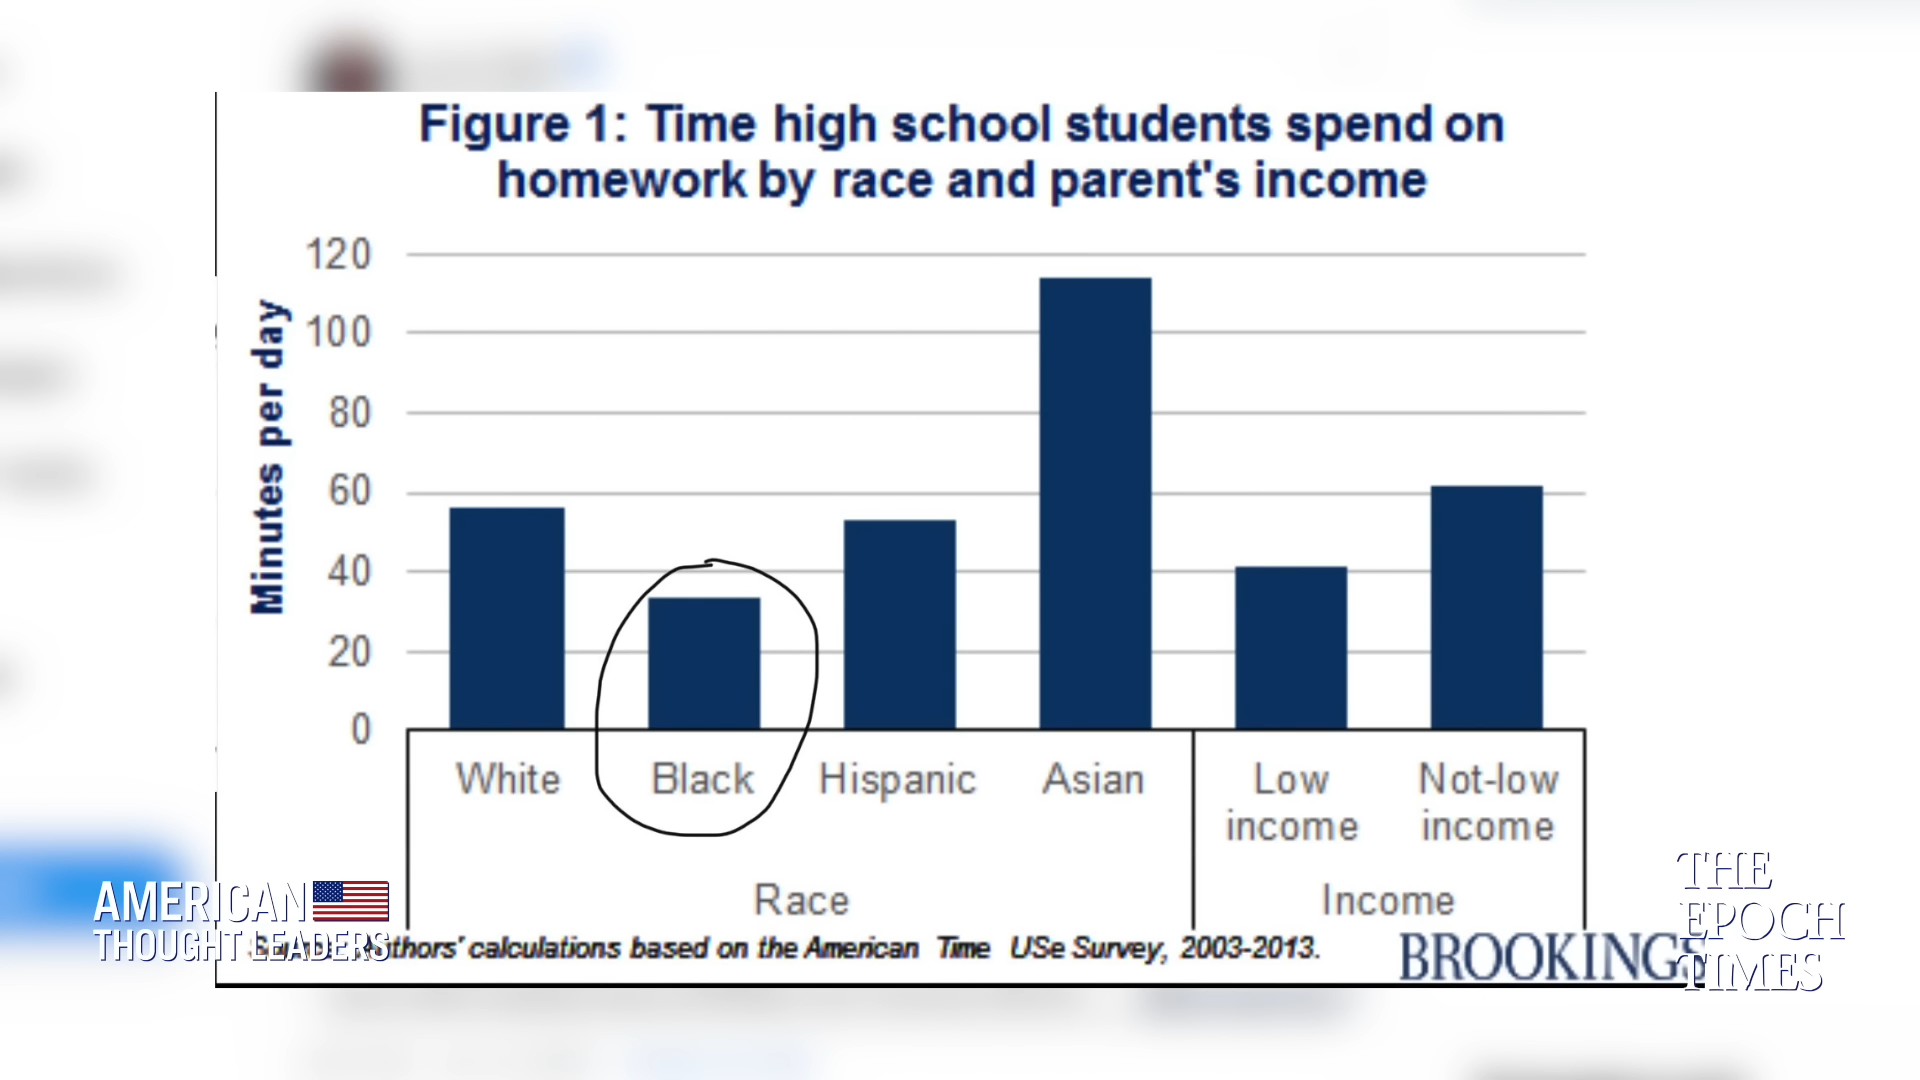 Figure 1: Time high school students spend on
homework by race and parent's income
Minutes per day
120
100
80
60
40
20
0
White Black Hispanic Asian Low income Not-low income
Race Income
AMERICAN
THOUGHT LEADERS
Authors' calculations based on the American Time USe Survey, 2003-2013.
BROOKINGS
THE
EPOCH
TIMES